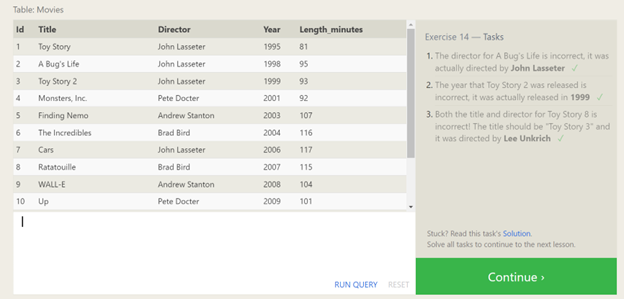 Table: Movies
Id Title Director Year Length_minutes
1 Toy Story John Lasseter 1995 81
2 A Bug's Life John Lasseter 1998 95
3 Toy Story 2 John Lasseter 1999 93
4 Monsters, Inc. Pete Docter 2001 92
5 Finding Nemo Andrew Stanton 2003 107
6 The Incredibles Brad Bird 2004 116
7 Cars John Lasseter 2006 117
8 Ratatouille Brad Bird 2007 115
9 WALL-E Andrew Stanton 2008 104
10 Up Pete Docter 2009 101
RUN QUERY RESET
Exercise 14 — Tasks
1. The director for A Bug's Life is incorrect, it was
actually directed by John Lasseter ✓
2. The year that Toy Story 2 was released is
incorrect, it was actually released in 1999 ✓
3. Both the title and director for Toy Story 8 is
incorrect! The title should be "Toy Story 3" and
it was directed by Lee Unkrich ✓
Stuck? Read this task's Solution.
Solve all tasks to continue to the next lesson.
Continue ›